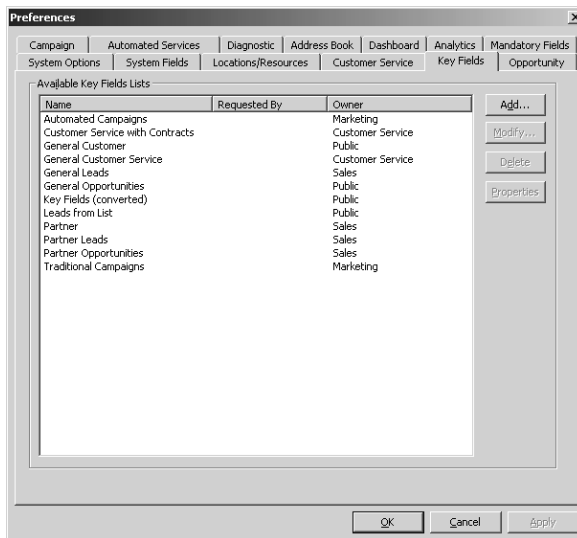 Preferences
Campaign Automated Services Diagnostic Address Book Dashboard Analytics Mandatory Fields
System Options System Fields Locations/Resources Customer Service Key Fields Opportunity
Available Key Fields Lists
Name Requested By Owner Add...
Automated Campaigns Marketing
Customer Service with Contracts Customer Service Modify...
General Customer Public
General Customer Service Customer Service Delete
General Leads Sales
General Opportunities Public Properties
Key Fields (converted) Public
Leads from List Public
Partner Sales
Partner Leads Sales
Partner Opportunities Sales
Traditional Campaigns Marketing
OK Cancel Apply